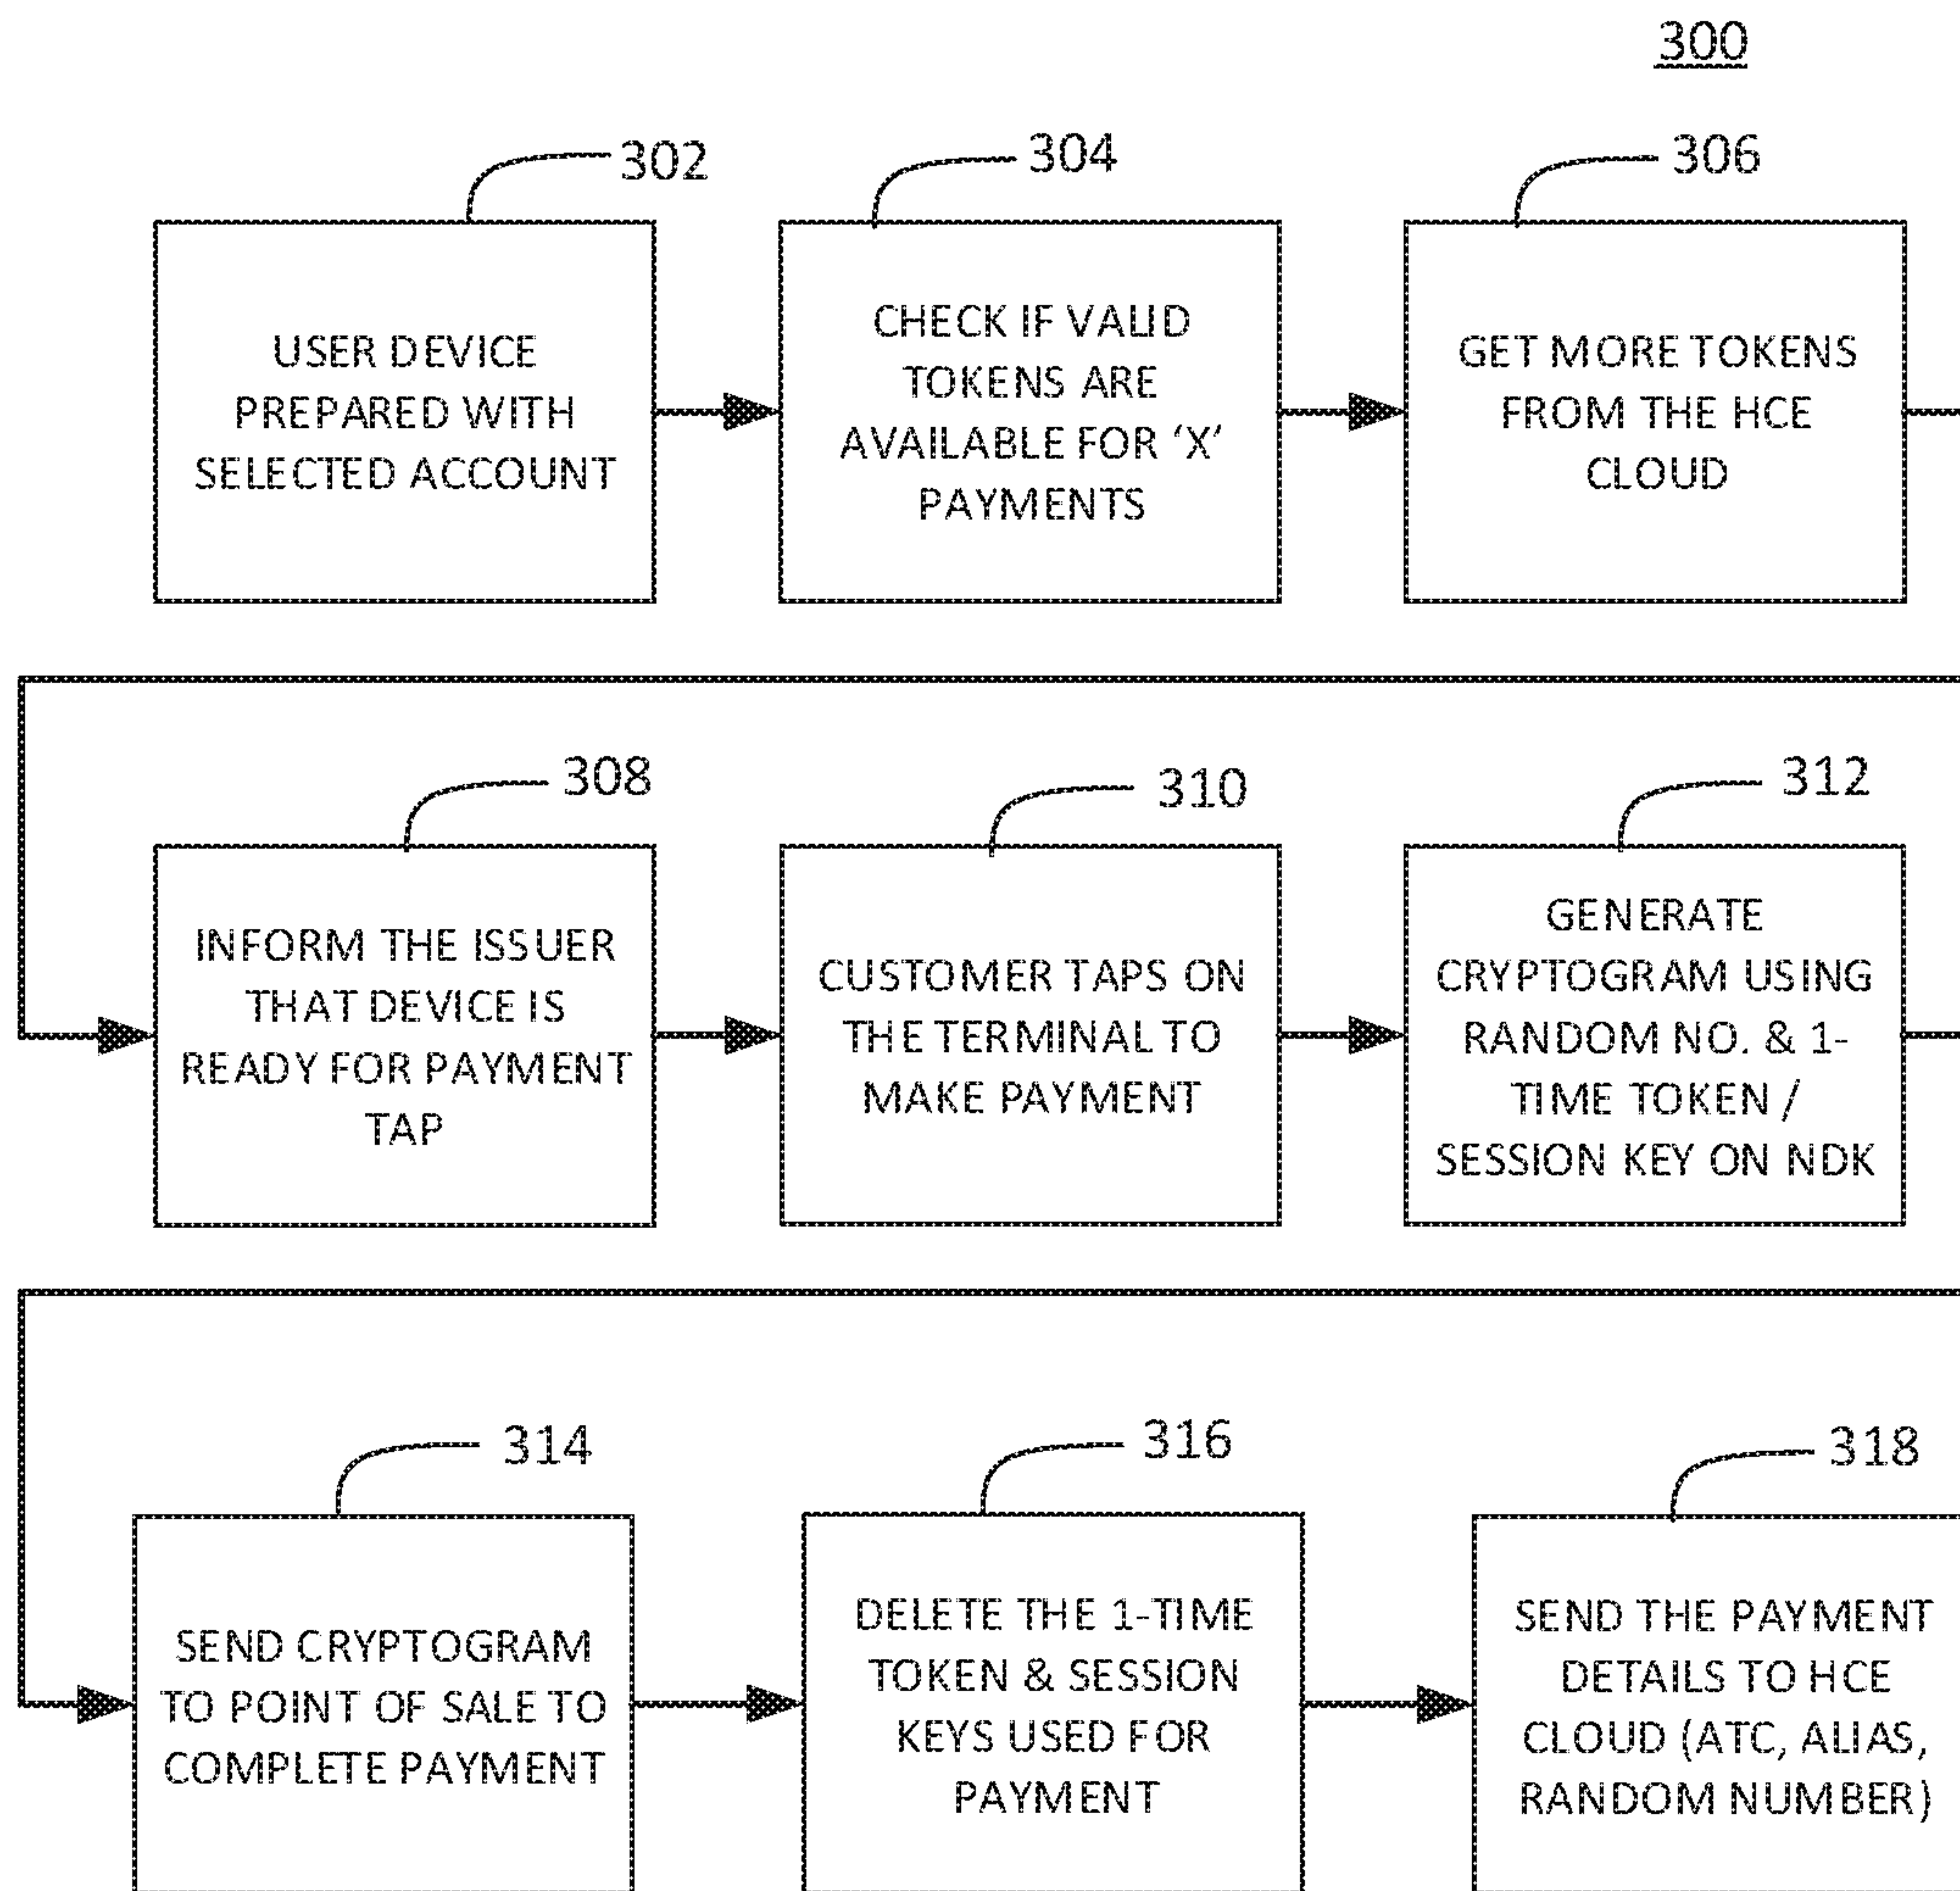 300
302
304
306
USER DEVICE
PREPARED WITH
SELECTED ACCOUNT
CHECK IF VALID
TOKENS ARE
AVAILABLE FOR ‘X’
PAYMENTS
GET MORE TOKENS
FROM THE HCE
CLOUD
308
310
312
INFORM THE ISSUER
THAT DEVICE IS
READY FOR PAYMENT
TAP
CUSTOMER TAPS ON
THE TERMINAL TO
MAKE PAYMENT
GENERATE
CRYPTOGRAM USING
RANDOM NO. & 1-
TIME TOKEN /
SESSION KEY ON NDK
314
316
318
SEND CRYPTOGRAM
TO POINT OF SALE TO
COMPLETE PAYMENT
DELETE THE 1-TIME
TOKEN & SESSION
KEYS USED FOR
PAYMENT
SEND THE PAYMENT
DETAILS TO HCE
CLOUD (ATC, ALIAS,
RANDOM NUMBER)